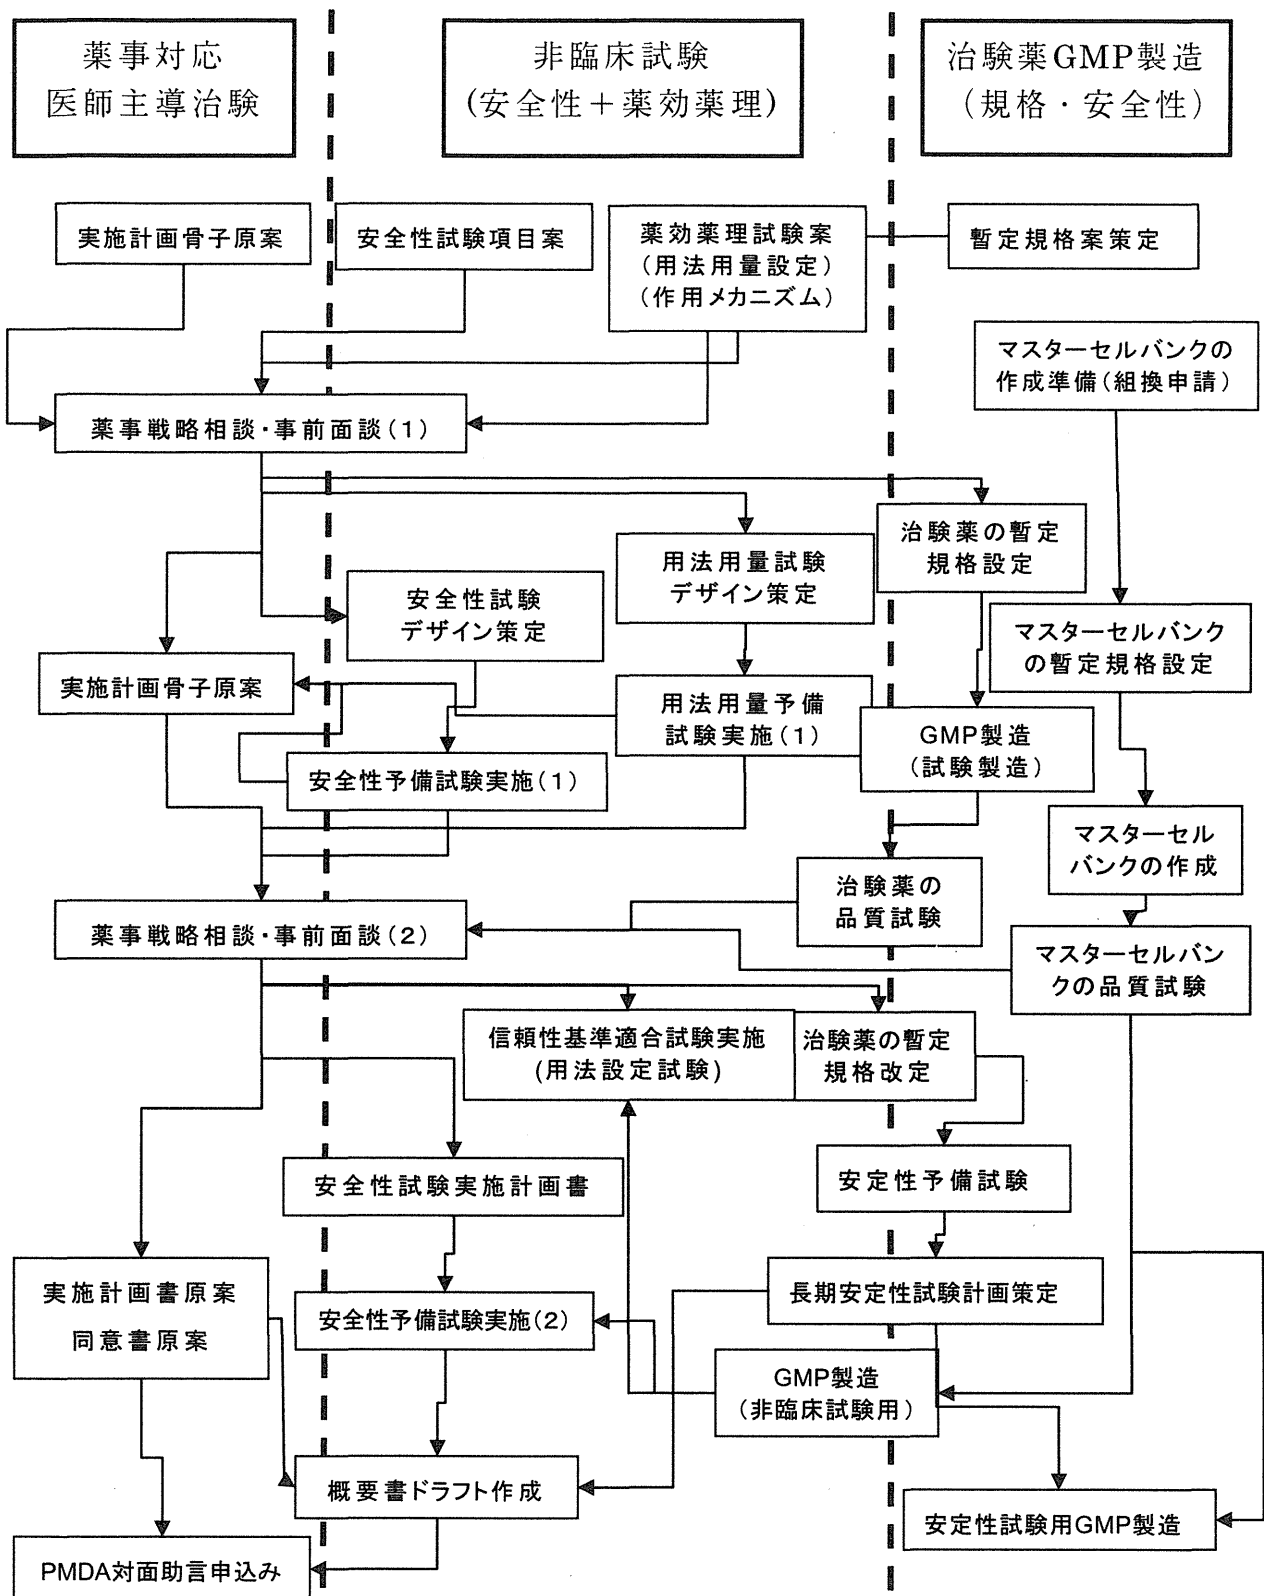 薬事対応
医師主導治験
非臨床試験
(安全性＋薬効薬理)
治験薬GMP製造
（規格・安全性）
実施計画骨子原案
安全性試験項目案
薬効薬理試験案
（用法用量設定）
（作用メカニズム）
暫定規格案策定
マスターセルバンクの
作成準備（組換申請）
薬事戦略相談・事前面談（1）
治験薬の暫定
規格設定
用法用量試験
デザイン策定
安全性試験
デザイン策定
マスターセルバンク
の暫定規格設定
実施計画骨子原案
用法用量予備
試験実施（1）
GMP製造
（試験製造）
安全性予備試験実施（1）
マスターセル
バンクの作成
治験薬の
品質試験
薬事戦略相談・事前面談（2）
マスターセルバン
クの品質試験
信頼性基準適合試験実施
(用法設定試験)
治験薬の暫定
規格改定
安全性試験実施計画書
安定性予備試験
実施計画書原案
同意書原案
長期安定性試験計画策定
安全性予備試験実施（2）
GMP製造
（非臨床試験用）
概要書ドラフト作成
安定性試験用GMP製造
PMDA対面助言申込み